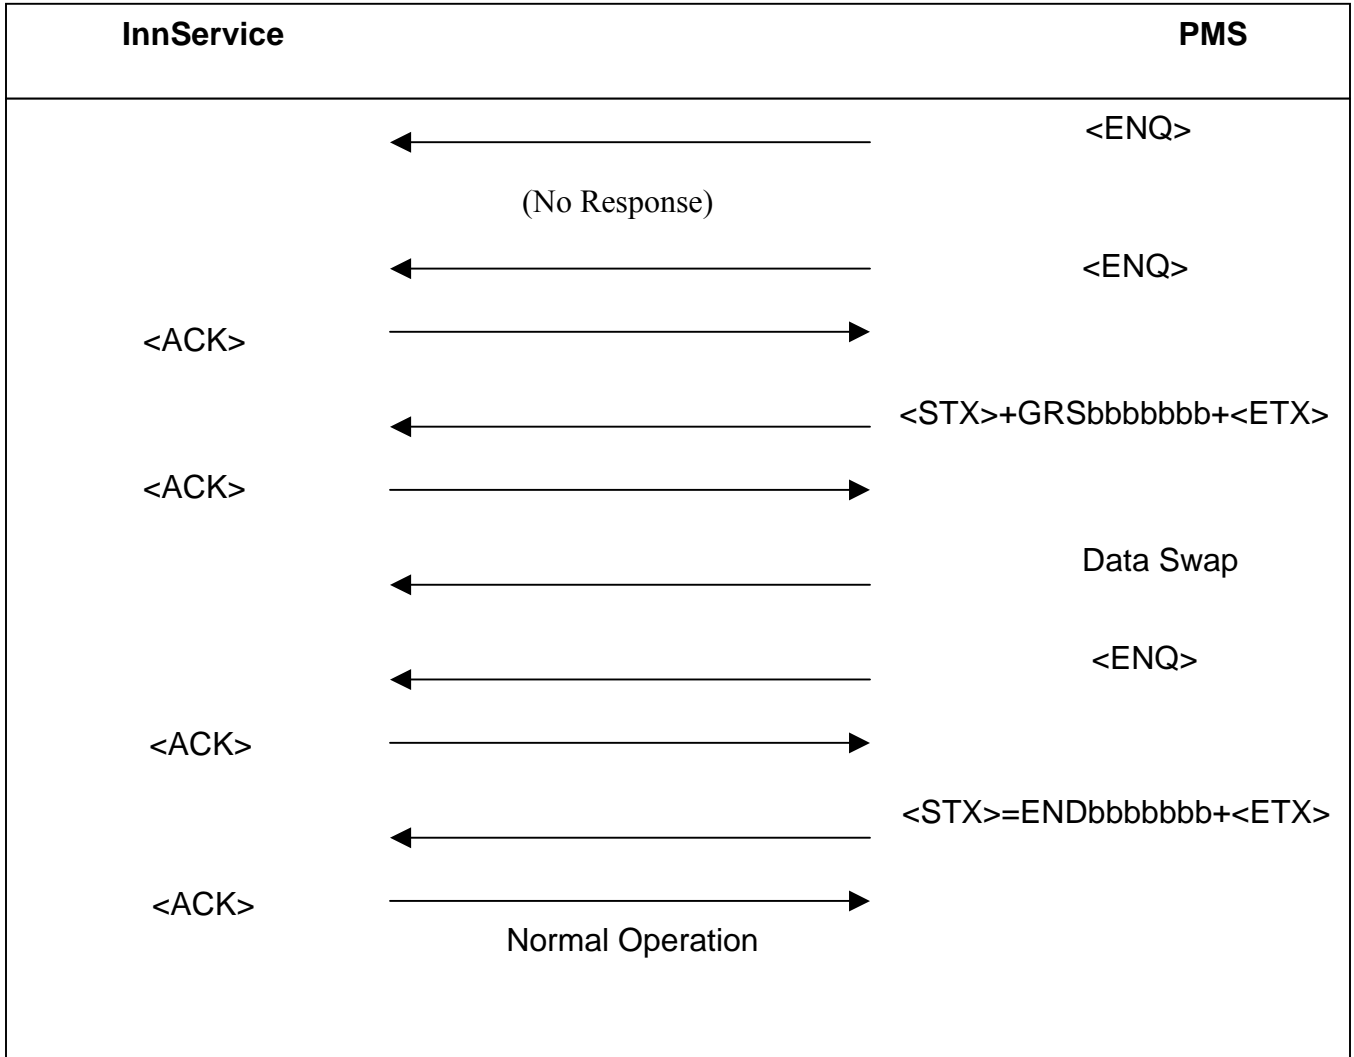 InnService PMS
<ENQ>
(No Response)
<ENQ>
<ACK>
<STX>+GRSbbbbbbb+<ETX>
<ACK>
Data Swap
<ENQ>
<ACK>
<STX>=ENDbbbbbbb+<ETX>
<ACK>
Normal Operation